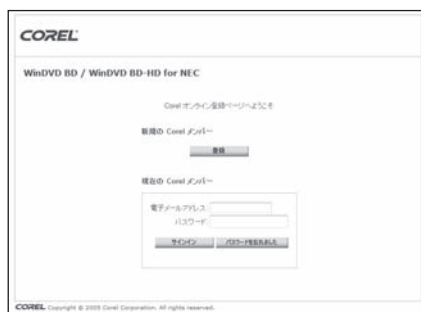 COREL
WinDVD BD / WinDVD BD-HD for NEC
Corel オンライン登録ページへようこそ
新規の Corel メンバー
登録
現在の Corel メンバー
電子メールアドレス:
パスワード:
サインイン パスワードを忘れました
COREL Copyright © 2005 Corel Corporation. All rights reserved.